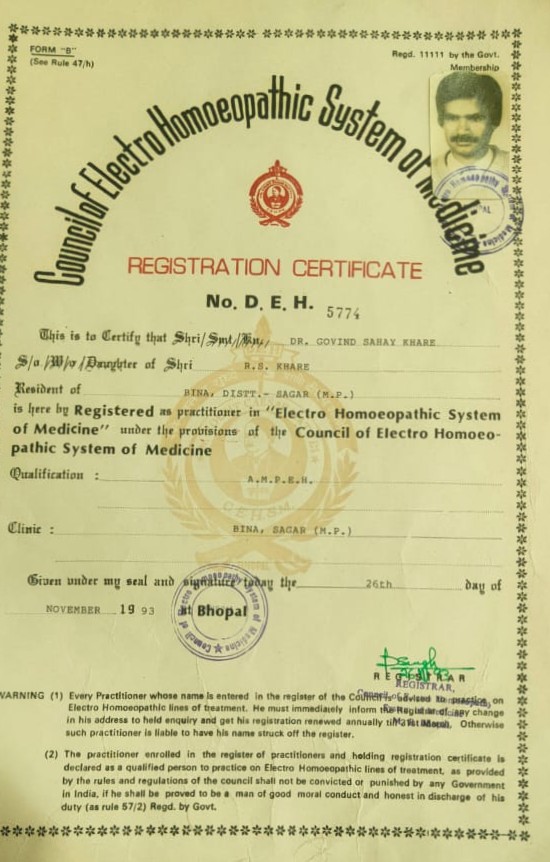 FORM "B"
(See Rule 47/h)
Regd. 11111 by the Govt.
Membership
Council of Electro Homoeopathic System of Medicine
REGISTRATION CERTIFICATE
No. D. E. H. 5774
This is to Certify that Shri/Smt/Ku. DR. GOVIND SAHAY KHARE
S/o /W/o /Daughter of Shri R.S. KHARE
Resident of BINA, DISTT.- SAGAR (M.P.)
is here by Registered as practitioner in "Electro Homoeopathic System
of Medicine" under the provisions of the Council of Electro Homoeo-
pathic System of Medicine
Qualification : A.M.P.E.H.
Clinic : BINA, SAGAR (M.P.)
Given under my seal and signature today the 26th day of
NOVEMBER 19 93 at Bhopal
REGISTRAR
REGISTRAR,
WARNING (1) Every Practitioner whose name is entered in the register of the Council is advised to practice on
Electro Homoeopathic lines of treatment. He must immediately inform the Registrar of any change
in his address to held enquiry and get his registration renewed annually till 31st March. Otherwise
such practitioner is liable to have his name struck off the register.
(2) The practitioner enrolled in the register of practitioners and holding registration certificate is
declared as a qualified person to practice on Electro Homoeopathic lines of treatment, as provided
by the rules and regulations of the council shall not be convicted or punished by any Government
in India, if he shall be proved to be a man of good moral conduct and honest in discharge of his
duty (as rule 57/2) Regd. by Govt.